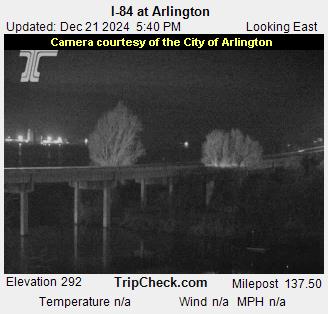 I-84 at Arlington
Updated: Dec 21 2024 5:40 PM Looking East
Camera courtesy of the City of Arlington
Elevation 292 TripCheck.com Milepost 137.50
Temperature n/a Wind n/a MPH n/a